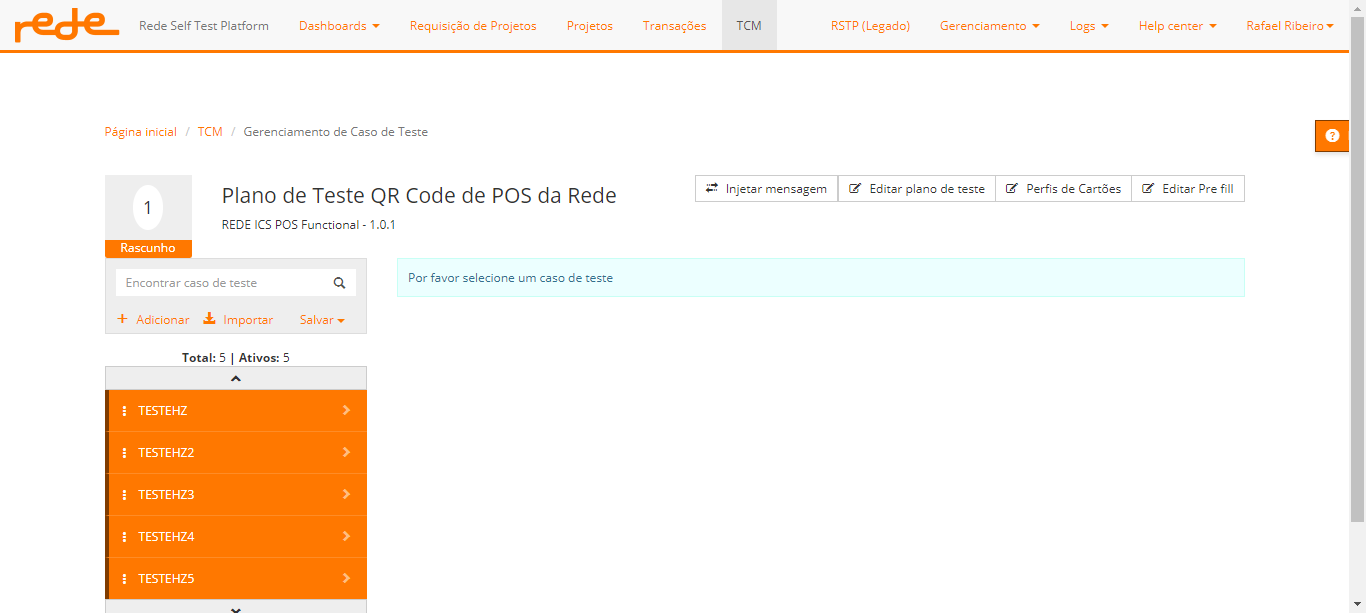 rede Rede Self Test Platform Dashboards Requisição de Projetos Projetos Transações TCM RSTP (Legado) Gerenciamento Logs Help center Rafael Ribeiro
Página inicial / TCM / Gerenciamento de Caso de Teste
?
1
Rascunho
Plano de Teste QR Code de POS da Rede
REDE ICS POS Functional - 1.0.1
Injetar mensagem Editar plano de teste Perfis de Cartões Editar Pre fill
Encontrar caso de teste
+ Adicionar Importar Salvar
Por favor selecione um caso de teste
Total: 5 | Ativos: 5
TESTEHZ
TESTEHZ2
TESTEHZ3
TESTEHZ4
TESTEHZ5